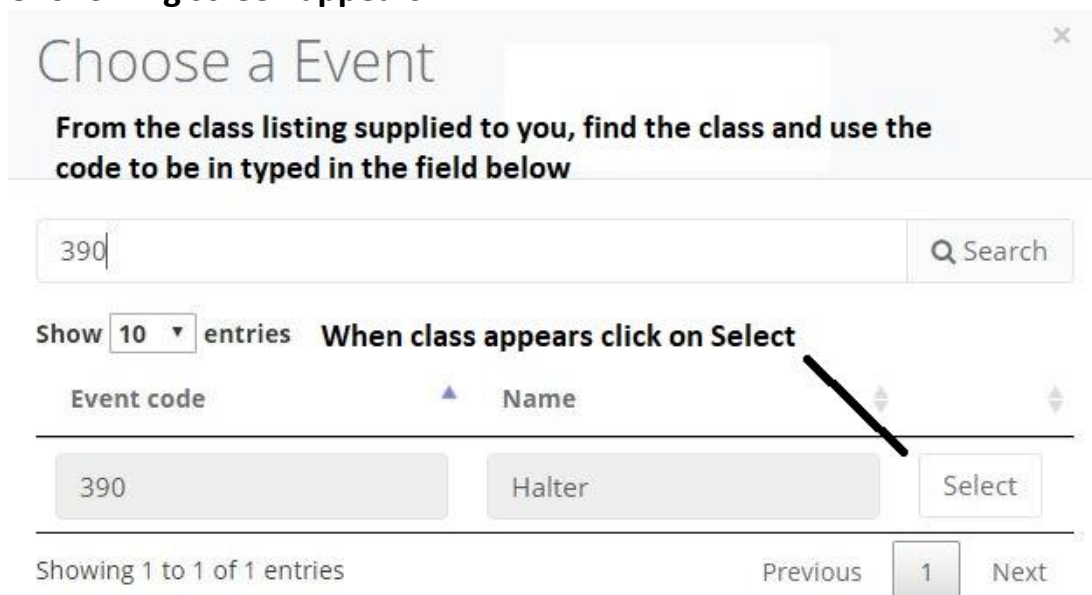 Choose a Event
×
From the class listing supplied to you, find the class and use the
code to be in typed in the field below
390
Search
Show 10 entries When class appears click on Select
Event code Name
390 Halter Select
Showing 1 to 1 of 1 entries Previous 1 Next